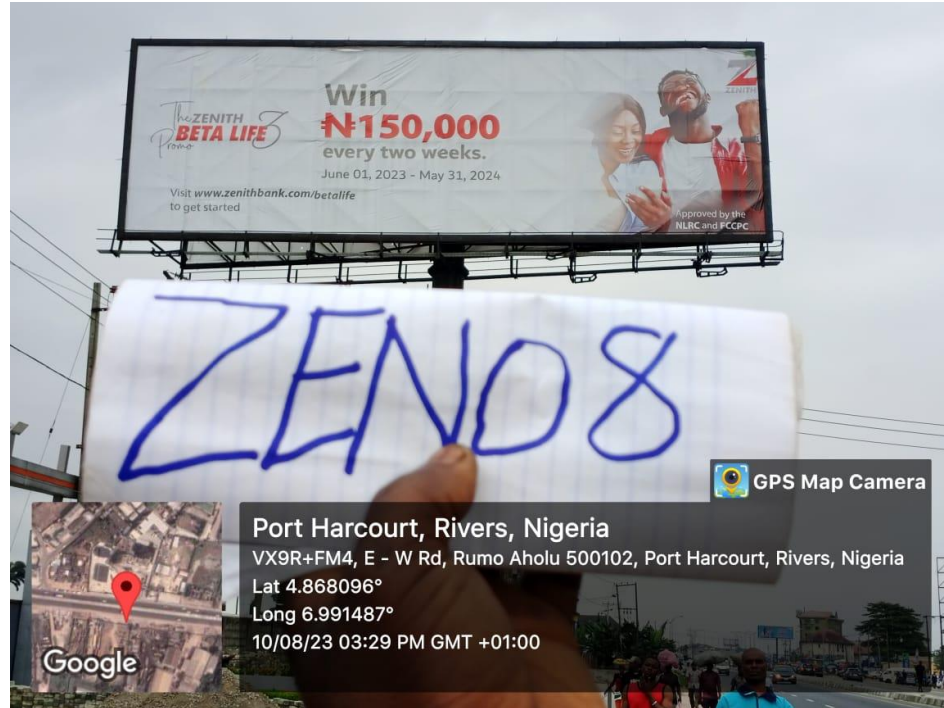 The ZENITH
BETA LIFE 3
Promo
Win
₦150,000
every two weeks.
June 01, 2023 - May 31, 2024
Visit www.zenithbank.com/betalife
to get started
Z
ZENITH
Approved by the
NLRC and FCCPC
ZEN08
GPS Map Camera
Port Harcourt, Rivers, Nigeria
VX9R+FM4, E - W Rd, Rumo Aholu 500102, Port Harcourt, Rivers, Nigeria
Lat 4.868096°
Long 6.991487°
10/08/23 03:29 PM GMT +01:00
Google